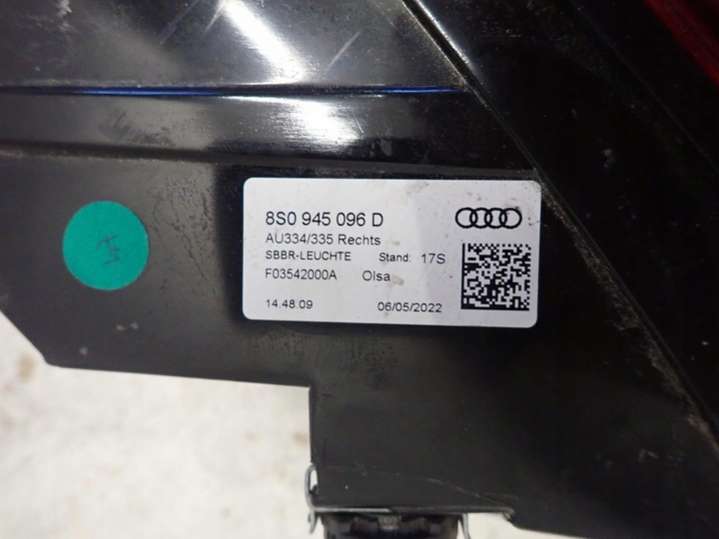 8S0 945 096 D
AU334/335 Rechts
SBBR-LEUCHTE Stand: 17S
F03542000A Olsa
14.48.09 06/05/2022